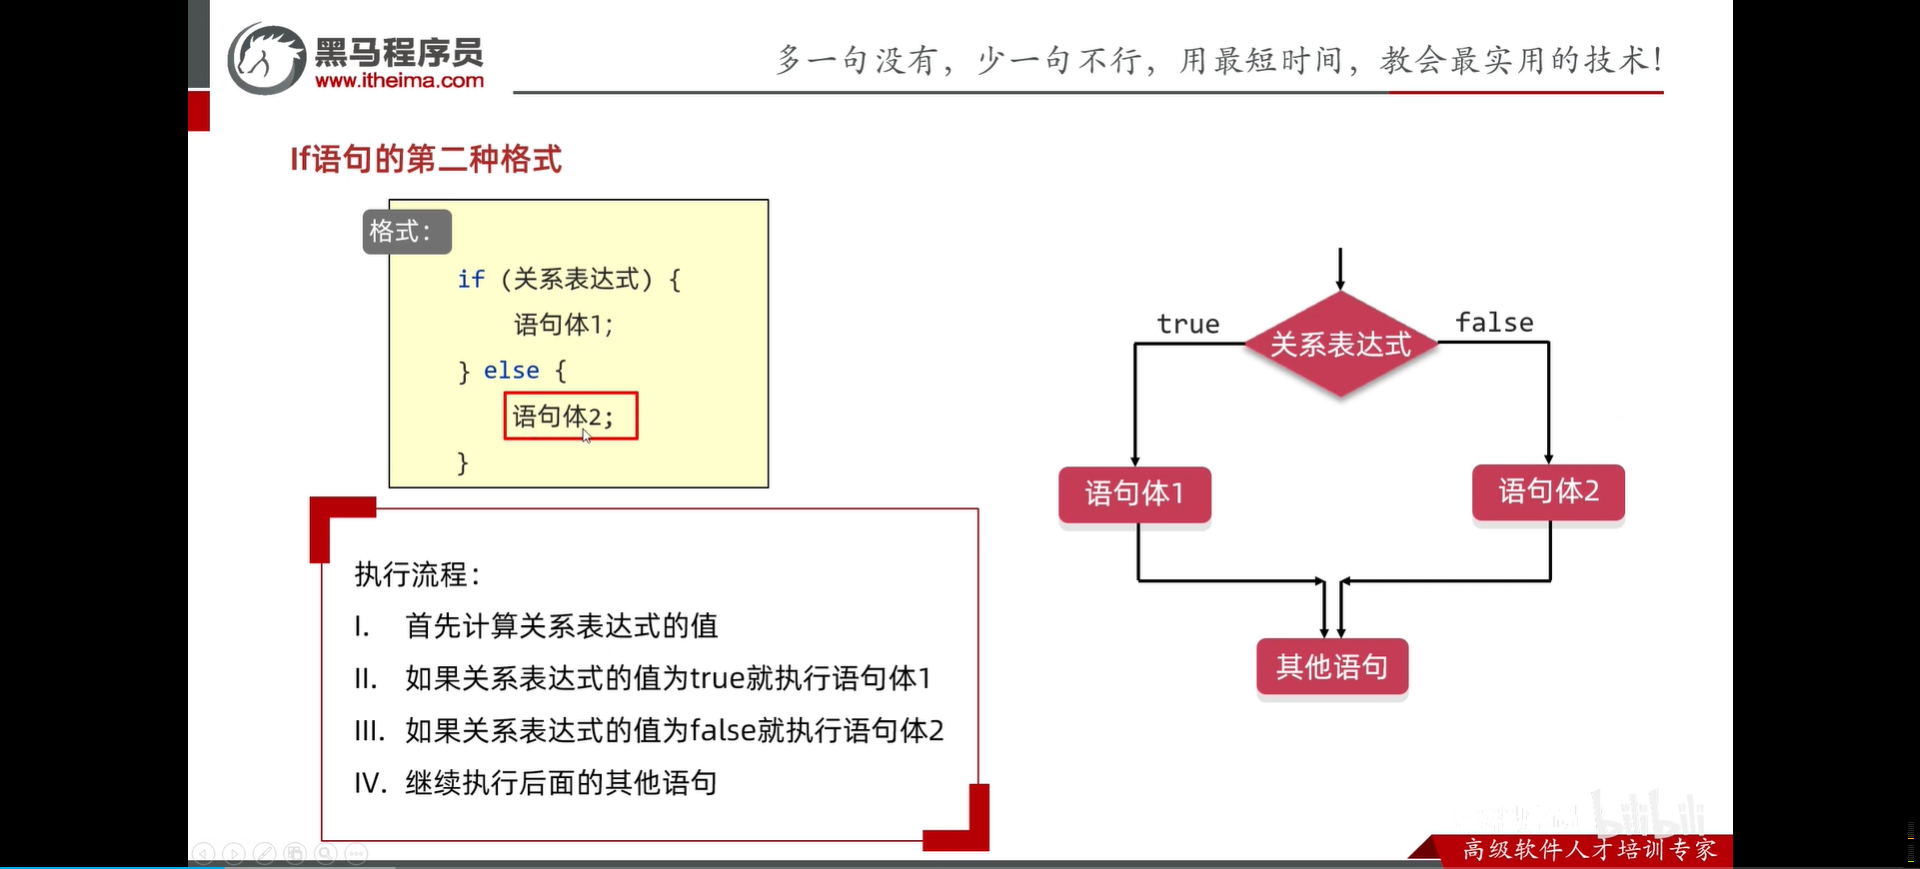 黑马程序员
www.itheima.com
多一句没有，少一句不行，用最短时间，教会最实用的技术！
If语句的第二种格式
格式：
if (关系表达式) {
语句体1;
} else {
语句体2;
}
执行流程：
I. 首先计算关系表达式的值
II. 如果关系表达式的值为true就执行语句体1
III. 如果关系表达式的值为false就执行语句体2
IV. 继续执行后面的其他语句
关系表达式
true
false
语句体1
语句体2
其他语句
bilibili
高级软件人才培训专家